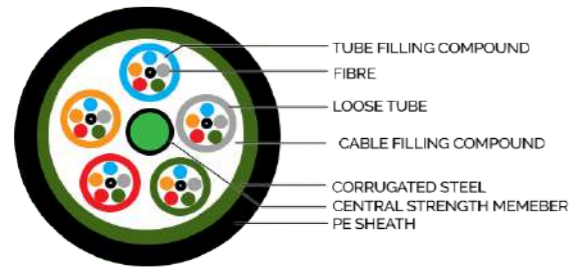 TUBE FILLING COMPOUND
FIBRE
LOOSE TUBE
CABLE FILLING COMPOUND
CORRUGATED STEEL
CENTRAL STRENGTH MEMEBER
PE SHEATH